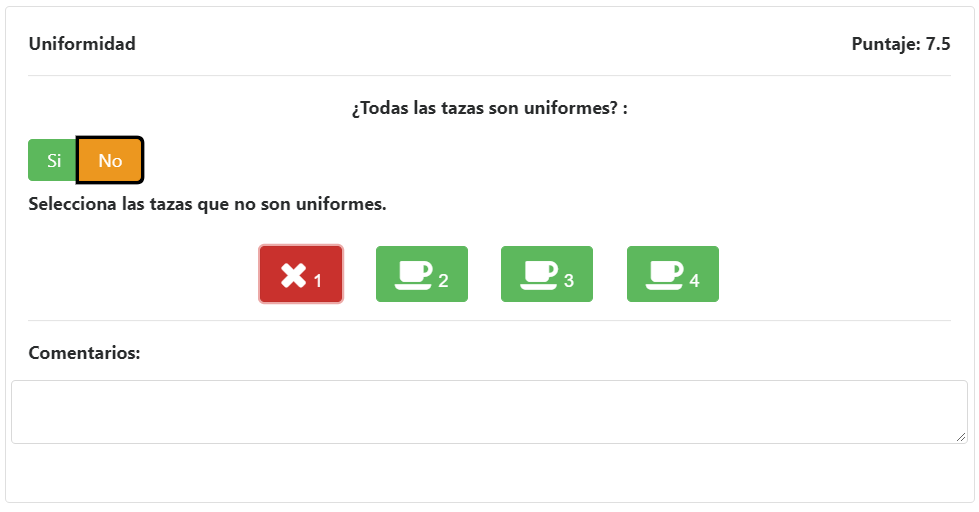 Uniformidad Puntaje: 7.5
¿Todas las tazas son uniformes? :
Si No
Selecciona las tazas que no son uniformes.
1 2 3 4
Comentarios: